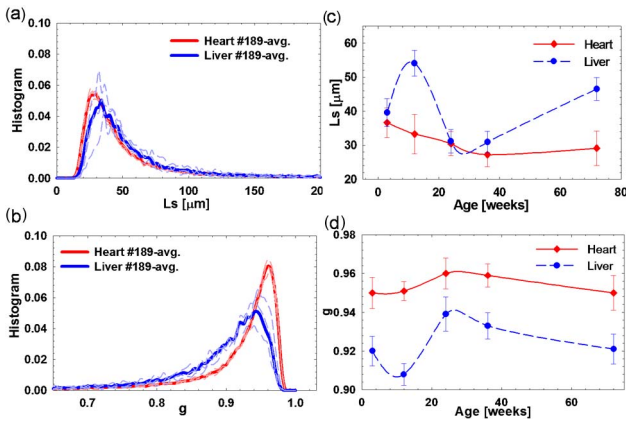 (a)
0.10
0.08
0.06
0.04
0.02
0.00
Histogram
Heart #189-avg.
Liver #189-avg.
0 50 100 150 20
Ls [μm]
(b)
0.10
0.08
0.06
0.04
0.02
0.00
Histogram
Heart #189-avg.
Liver #189-avg.
0.7 0.8 0.9 1.0
g
(c)
60
50
40
30
20
Ls [μm]
Heart
Liver
0 20 40 60 80
Age [weeks]
(d)
0.98
0.96
0.94
0.92
0.90
g
Heart
Liver
0 20 40 60
Age [weeks]